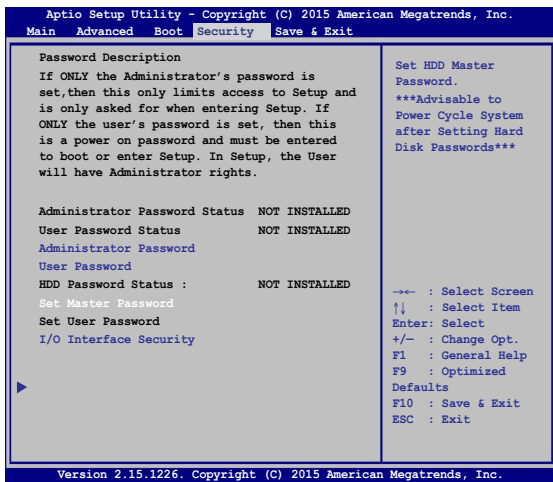 Aptio Setup Utility - Copyright (C) 2015 American Megatrends, Inc.
Main Advanced Boot Security Save & Exit
Password Description
If ONLY the Administrator's password is
set,then this only limits access to Setup and
is only asked for when entering Setup. If
ONLY the user's password is set, then this
is a power on password and must be entered
to boot or enter Setup. In Setup, the User
will have Administrator rights.
Administrator Password Status NOT INSTALLED
User Password Status NOT INSTALLED
Administrator Password
User Password
HDD Password Status : NOT INSTALLED
Set Master Password
Set User Password
I/O Interface Security
Set HDD Master
Password.
***Advisable to
Power Cycle System
after Setting Hard
Disk Passwords***
→← : Select Screen
↑↓ : Select Item
Enter: Select
+/— : Change Opt.
F1 : General Help
F9 : Optimized
Defaults
F10 : Save & Exit
ESC : Exit
Version 2.15.1226. Copyright (C) 2015 American Megatrends, Inc.